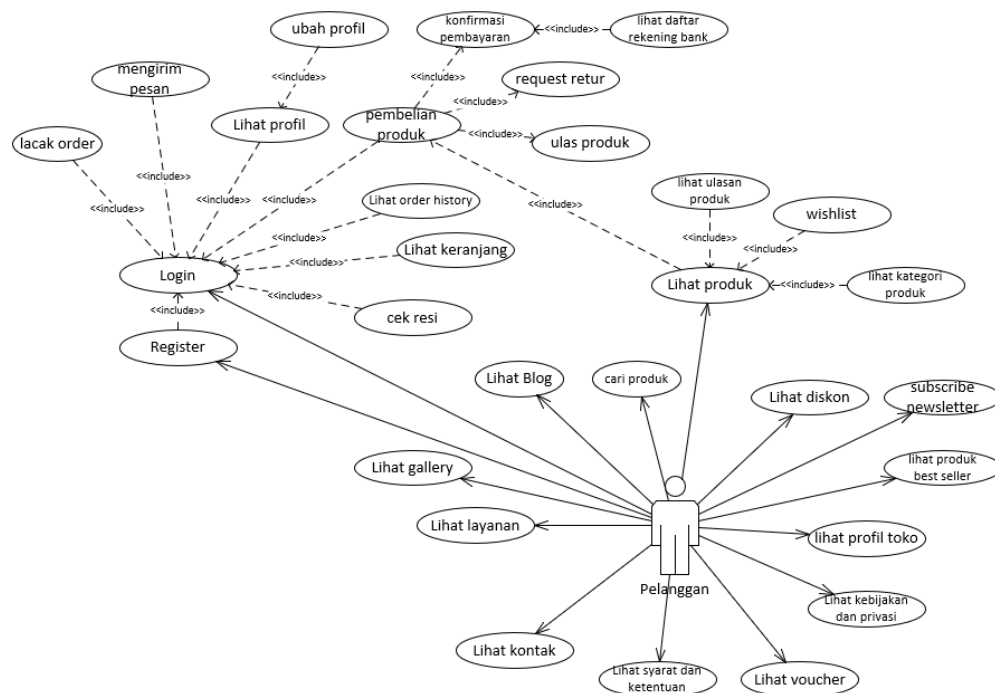 ubah profil
konfirmasi
pembayaran
<<include>>
lihat daftar
rekening bank
mengirim
pesan
<<include>>
<<include>>
request retur
<<include>>
lacak order
Lihat profil
pembelian
produk
<<include>>
ulas produk
<<include>>
<<include>>
<<include>>
<<include>>
Lihat order history
<<include>>
<<include>>
lihat ulasan
produk
wishlist
<<include>>
<<include>>
Lihat keranjang
<<include>>
Login
<<include>>
cek resi
<<include>>
Lihat produk
<<include>>
lihat kategori
produk
Register
Lihat Blog
cari produk
Lihat diskon
subscribe
newsletter
Lihat gallery
lihat produk
best seller
Lihat layanan
lihat profil toko
Pelanggan
Lihat kebijakan
dan privasi
Lihat kontak
Lihat syarat dan
ketentuan
Lihat voucher